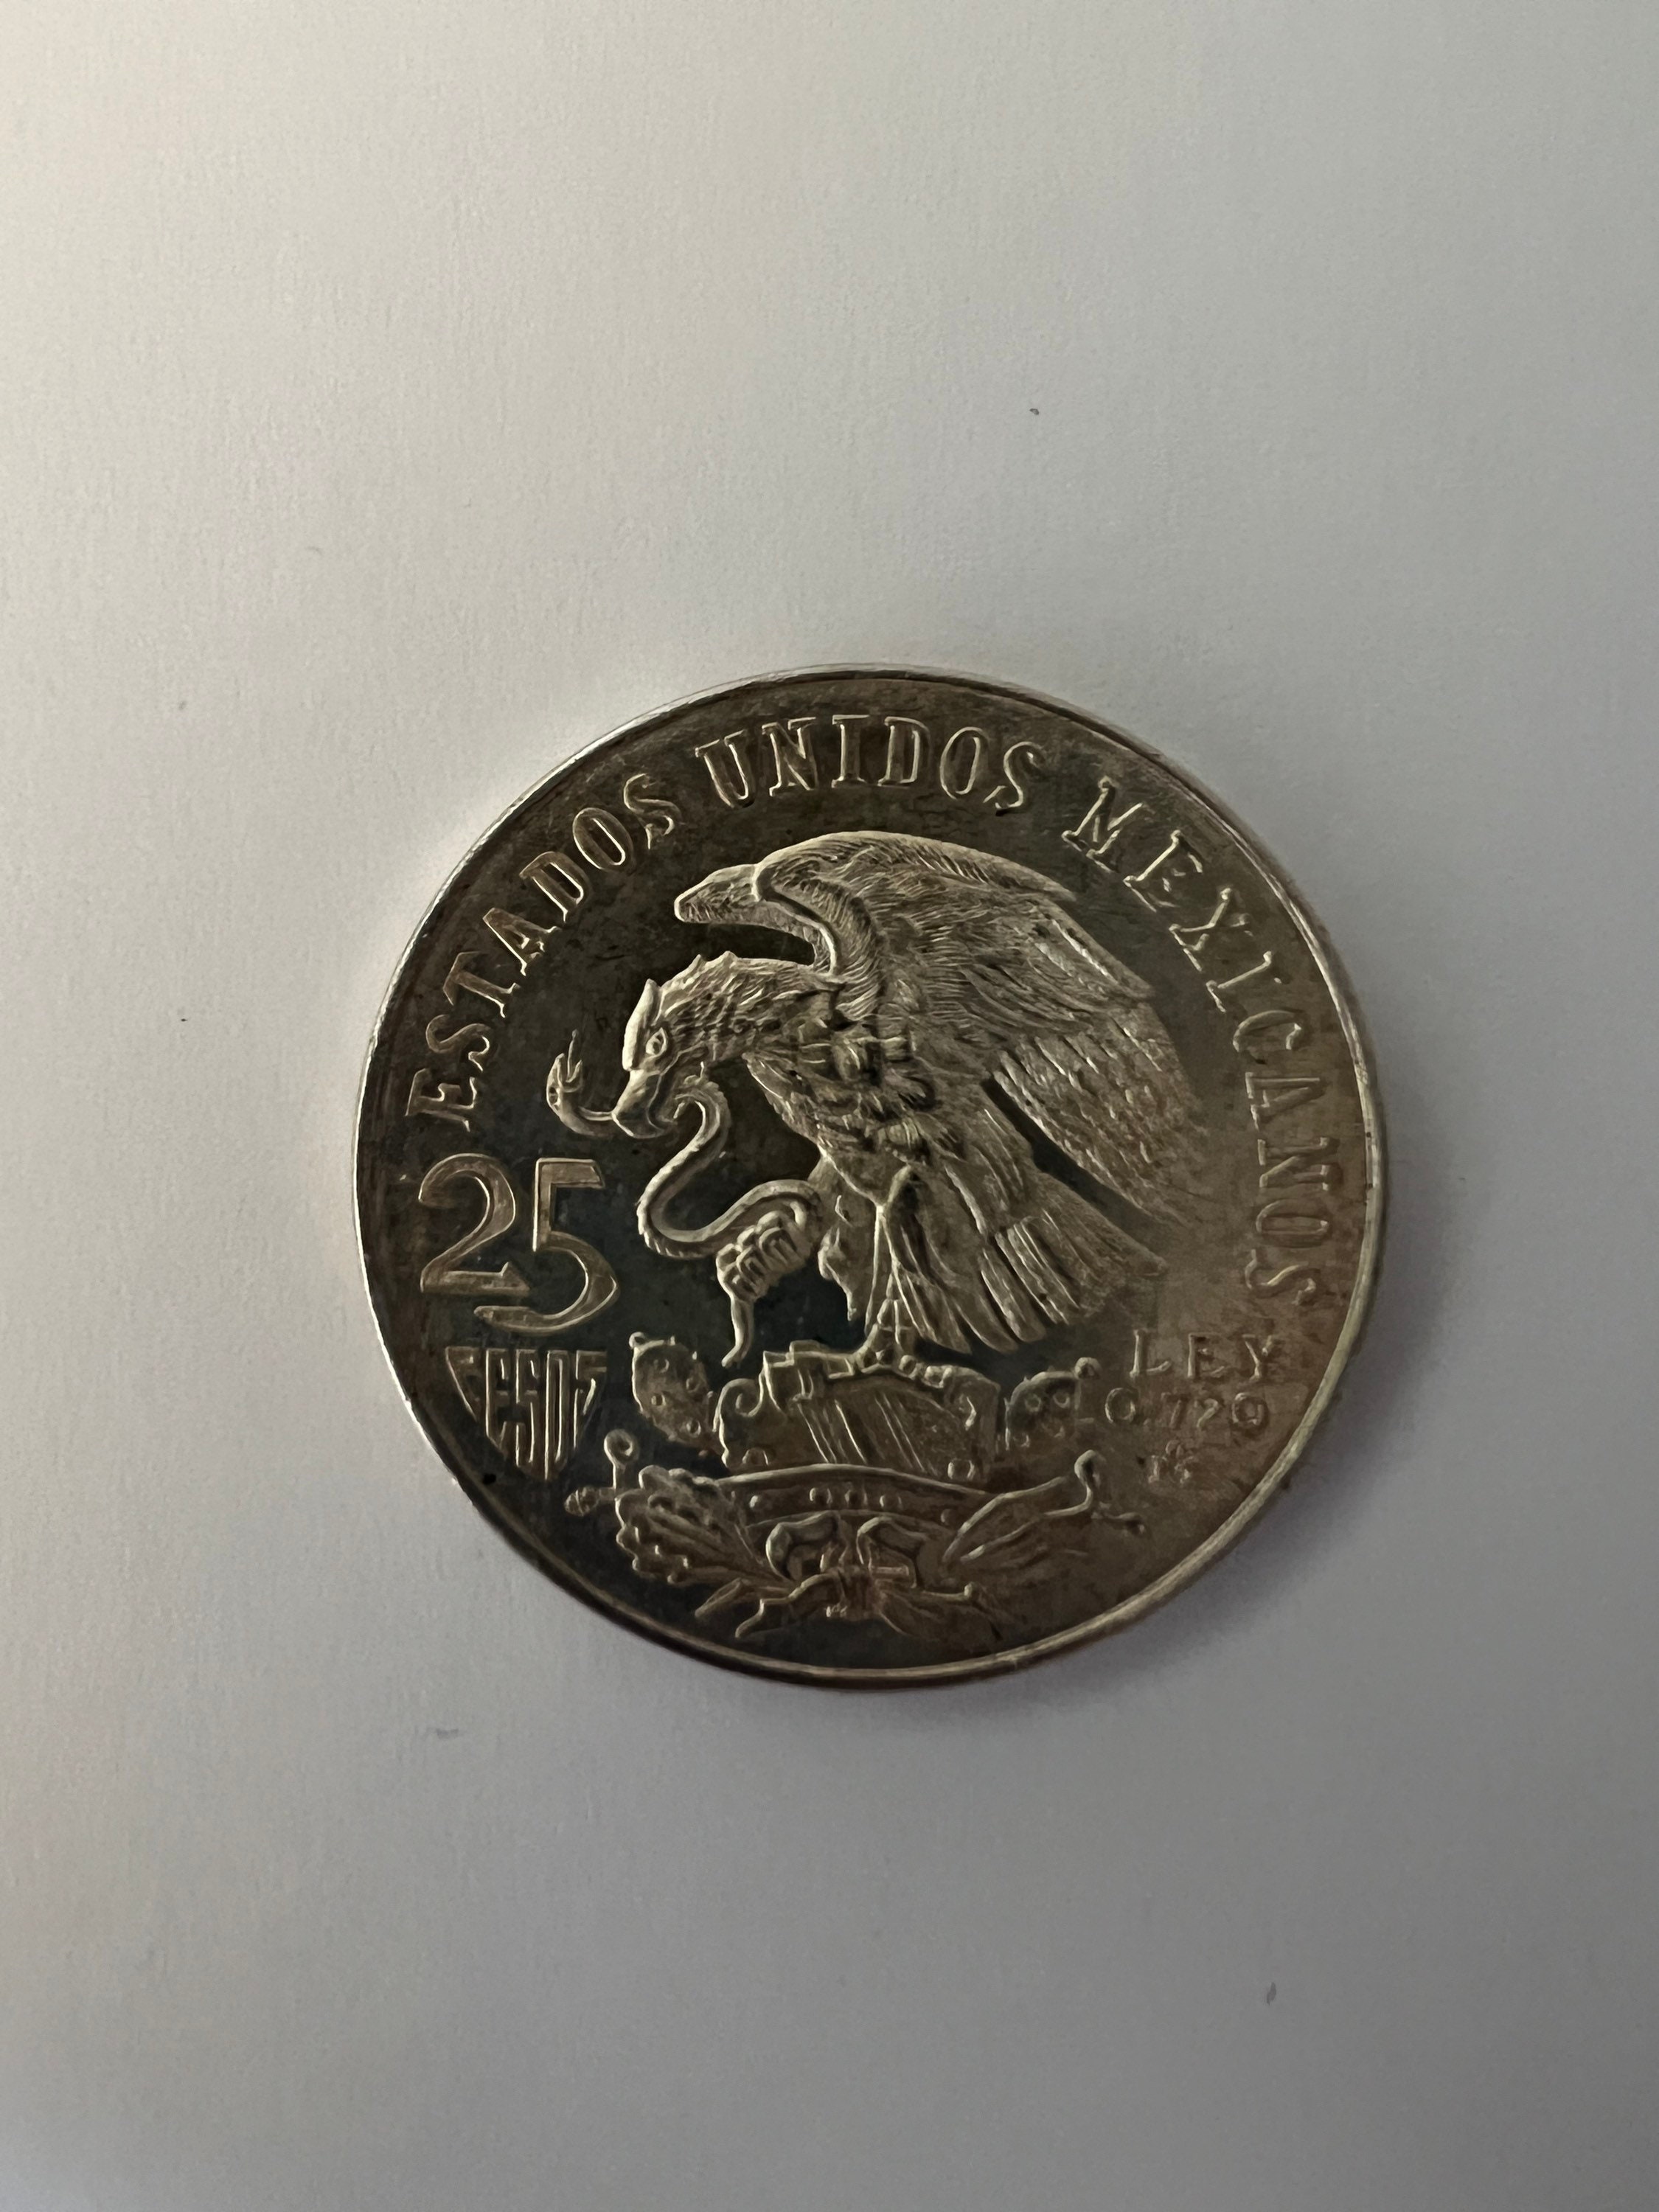 ESTADOS UNIDOS MEXICANOS
25
PESOS
LEY
0.720